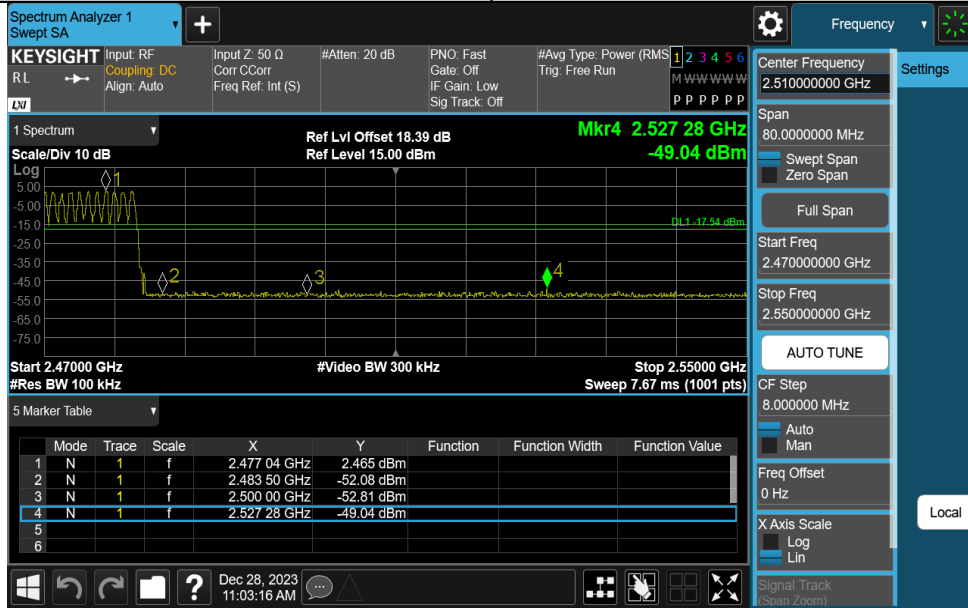 Spectrum Analyzer 1
Swept SA
+
Frequency
KEYSIGHT
RL
LXI
Input: RF
Coupling: DC
Align: Auto
Input Z: 50 Ω
Corr CCorr
Freq Ref: Int (S)
#Atten: 20 dB
PNO: Fast
Gate: Off
IF Gain: Low
Sig Track: Off
#Avg Type: Power (RMS
Trig: Free Run
1 2 3 4 5 6
M W W W W W
P P P P P P
1 Spectrum
Scale/Div 10 dB
Ref Lvl Offset 18.39 dB
Ref Level 15.00 dBm
Mkr4 2.527 28 GHz
-49.04 dBm
Log
5.00
-5.00
-15.0
-25.0
-35.0
-45.0
-55.0
-65.0
-75.0
1
2
3
4
DL1 -17.54 dBm
Start 2.47000 GHz
#Res BW 100 kHz
#Video BW 300 kHz
Stop 2.55000 GHz
Sweep 7.67 ms (1001 pts)
5 Marker Table
Mode Trace Scale X Y Function Function Width Function Value
1 N 1 f 2.477 04 GHz 2.465 dBm
2 N 1 f 2.483 50 GHz -52.08 dBm
3 N 1 f 2.500 00 GHz -52.81 dBm
4 N 1 f 2.527 28 GHz -49.04 dBm
5
6
?
Dec 28, 2023
11:03:16 AM
Center Frequency
2.510000000 GHz
Span
80.0000000 MHz
Swept Span
Zero Span
Full Span
Start Freq
2.470000000 GHz
Stop Freq
2.550000000 GHz
AUTO TUNE
CF Step
8.000000 MHz
Auto
Man
Freq Offset
0 Hz
X Axis Scale
Log
Lin
Signal Track
(Span Zoom)
Settings
Local